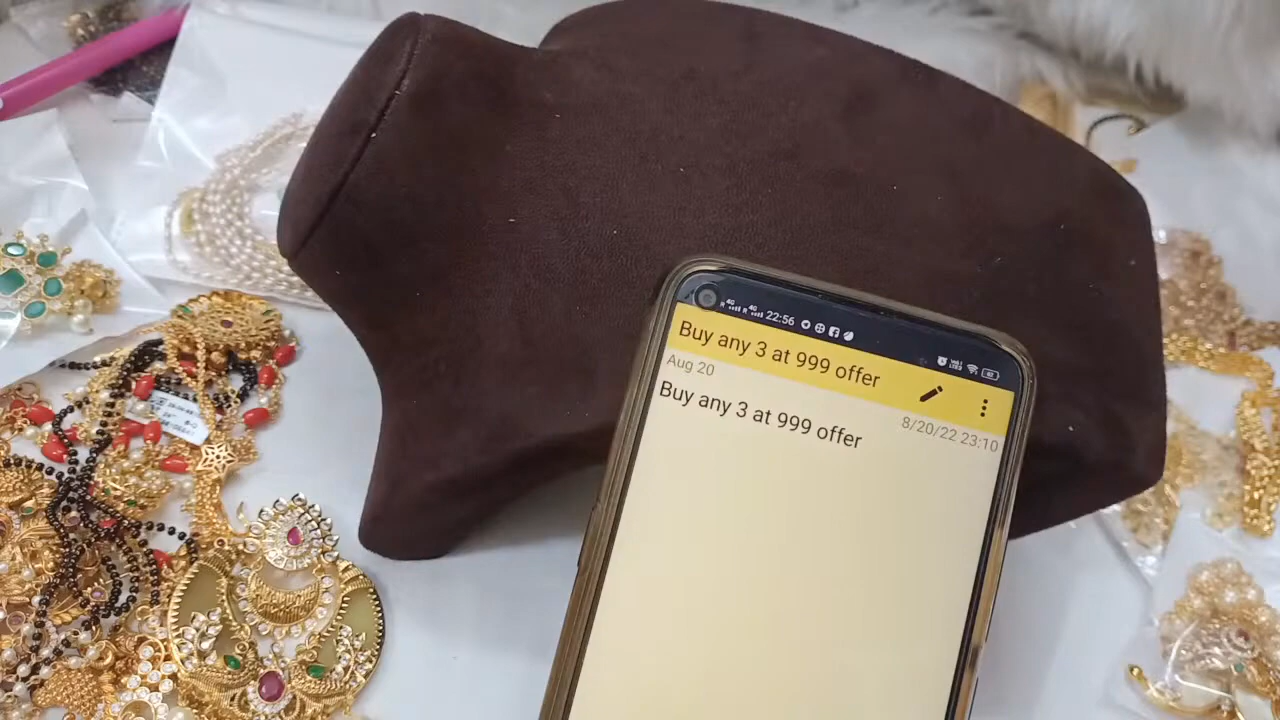 22:56
Buy any 3 at 999 offer
Aug 20
8/20/22 23:10
Buy any 3 at 999 offer